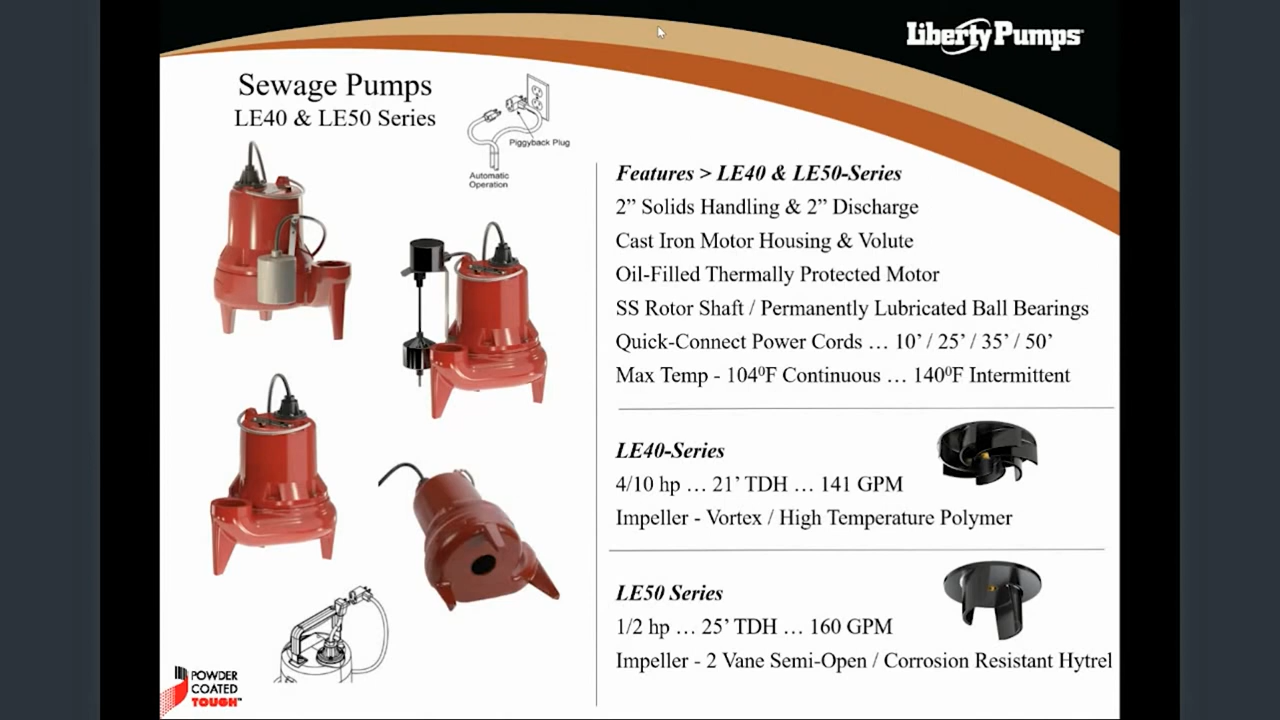 Liberty Pumps
Sewage Pumps
LE40 & LE50 Series
Piggyback Plug
Automatic
Operation
Features > LE40 & LE50-Series
2” Solids Handling & 2” Discharge
Cast Iron Motor Housing & Volute
Oil-Filled Thermally Protected Motor
SS Rotor Shaft / Permanently Lubricated Ball Bearings
Quick-Connect Power Cords … 10’ / 25’ / 35’ / 50’
Max Temp - 104⁰F Continuous … 140⁰F Intermittent
LE40-Series
4/10 hp … 21’ TDH … 141 GPM
Impeller - Vortex / High Temperature Polymer
LE50 Series
1/2 hp … 25’ TDH … 160 GPM
Impeller - 2 Vane Semi-Open / Corrosion Resistant Hytrel
POWDER
COATED
TOUGH™